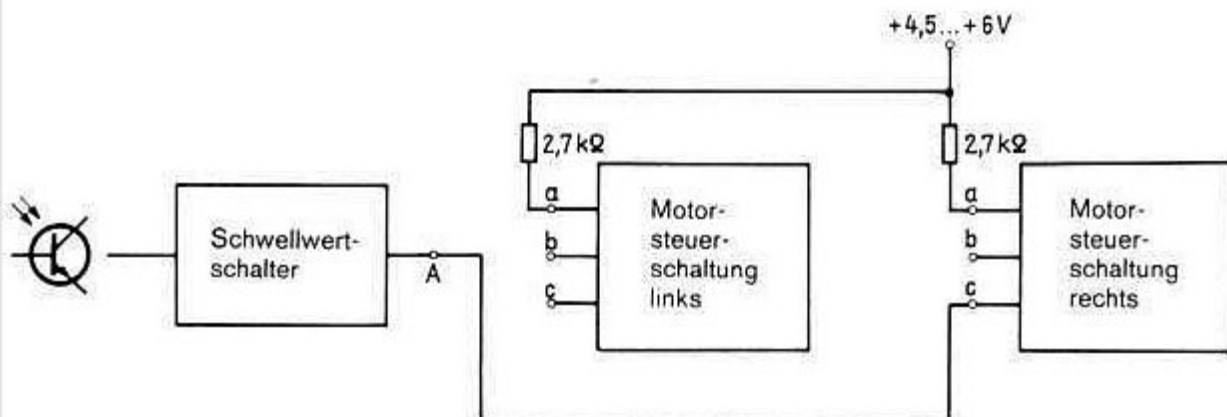 +4,5...+6V
2,7kΩ
2,7kΩ
a
b
c
Motor-
steuer-
schaltung
links
a
b
c
Motor-
steuer-
schaltung
rechts
Schwellwert-
schalter
A